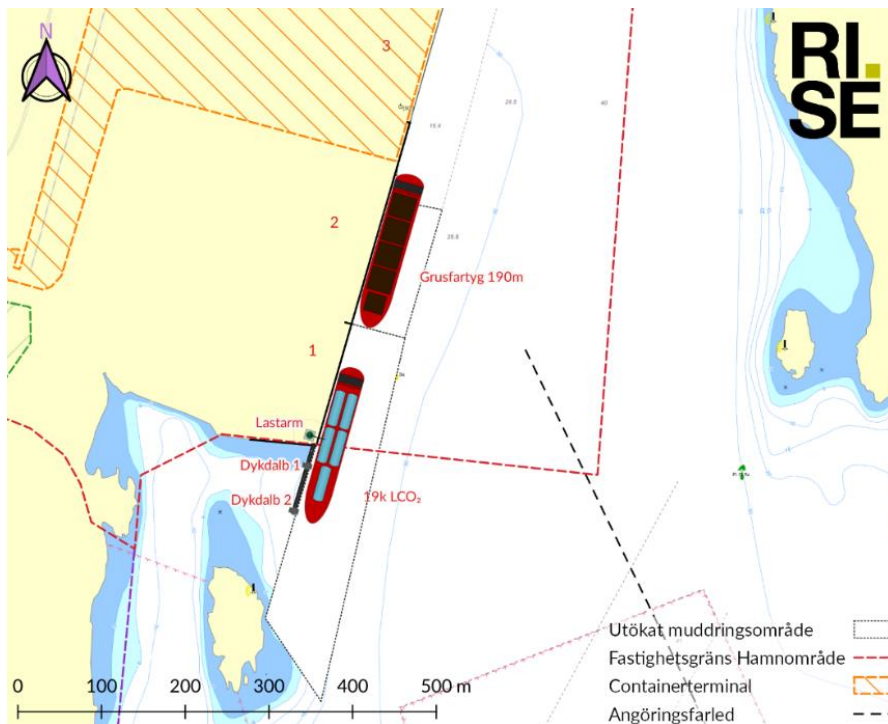 N
RI.
SE
3
40
2
Grusfartyg 190m
1
Lastarm
Dykdalb 1
Dykdalb 2
19k LCO₂
Utökat muddringsområde
Fastighetsgräns Hamnområde
Containerterminal
Angöringsfarled
0 100 200 300 400 500 m